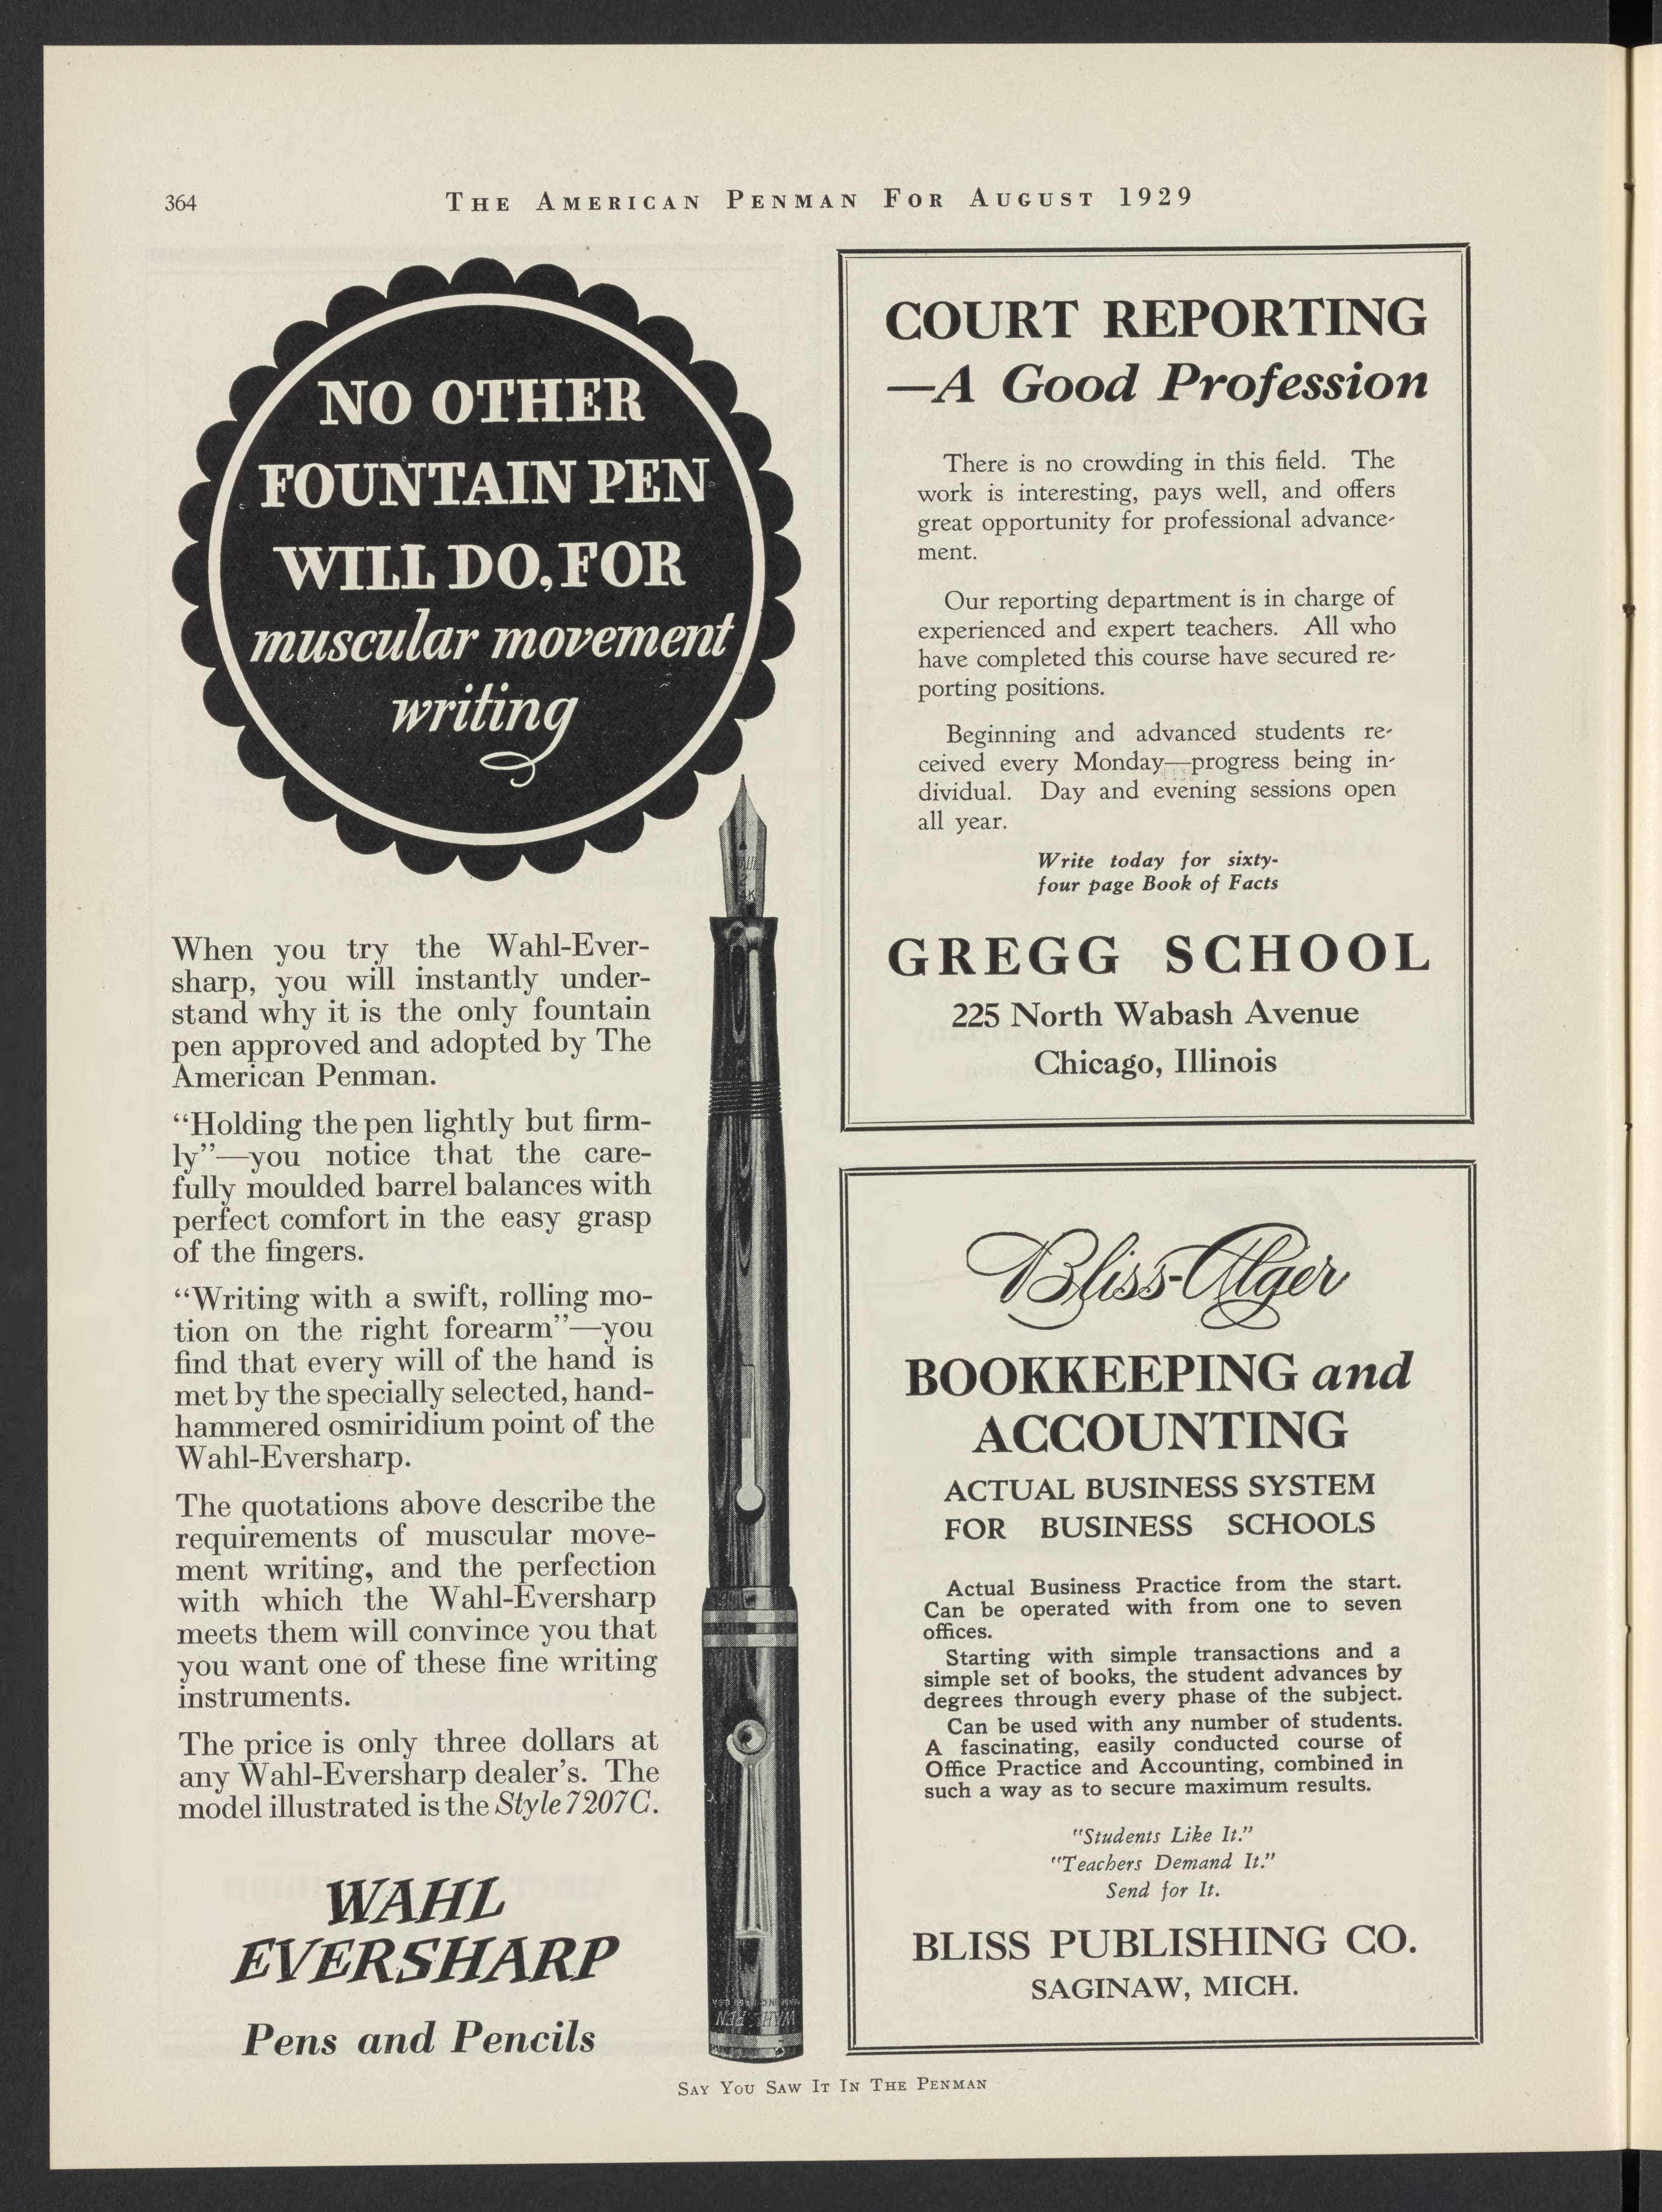 364
THE AMERICAN PENMAN FOR AUGUST 1929
NO OTHER
FOUNTAIN PEN
WILL DO, FOR
muscular movement
writing
When you try the Wahl-Ever-
sharp, you will instantly under-
stand why it is the only fountain
pen approved and adopted by The
American Penman.
“Holding the pen lightly but firm-
ly”—you notice that the care-
fully moulded barrel balances with
perfect comfort in the easy grasp
of the fingers.
“Writing with a swift, rolling mo-
tion on the right forearm”—you
find that every will of the hand is
met by the specially selected, hand-
hammered osmiridium point of the
Wahl-Eversharp.
The quotations above describe the
requirements of muscular move-
ment writing, and the perfection
with which the Wahl-Eversharp
meets them will convince you that
you want one of these fine writing
instruments.
The price is only three dollars at
any Wahl-Eversharp dealer’s. The
model illustrated is the Style 7207C.
WAHL
EVERSHARP
Pens and Pencils
WAHL PEN
COURT REPORTING
—A Good Profession
There is no crowding in this field. The
work is interesting, pays well, and offers
great opportunity for professional advance-
ment.
Our reporting department is in charge of
experienced and expert teachers. All who
have completed this course have secured re-
porting positions.
Beginning and advanced students re-
ceived every Monday—progress being in-
dividual. Day and evening sessions open
all year.
Write today for sixty-
four page Book of Facts
GREGG SCHOOL
225 North Wabash Avenue
Chicago, Illinois
Bliss-Alger
BOOKKEEPING and
ACCOUNTING
ACTUAL BUSINESS SYSTEM
FOR BUSINESS SCHOOLS
Actual Business Practice from the start.
Can be operated with from one to seven
offices.
Starting with simple transactions and a
simple set of books, the student advances by
degrees through every phase of the subject.
Can be used with any number of students.
A fascinating, easily conducted course of
Office Practice and Accounting, combined in
such a way as to secure maximum results.
“Students Like It.”
“Teachers Demand It.”
Send for It.
BLISS PUBLISHING CO.
SAGINAW, MICH.
SAY YOU SAW IT IN THE PENMAN